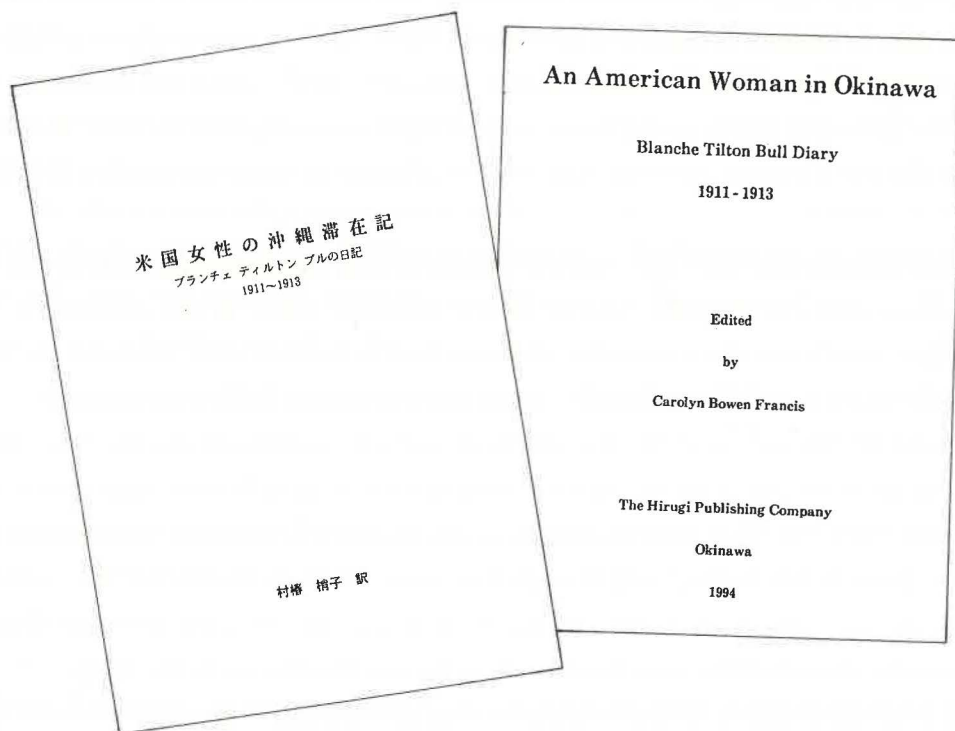 米国女性の沖縄滞在記
ブランチェ ティルトン ブルの日記
1911～1913
村椿 梢子 訳
An American Woman in Okinawa
Blanche Tilton Bull Diary
1911 - 1913
Edited
by
Carolyn Bowen Francis
The Hirugi Publishing Company
Okinawa
1994